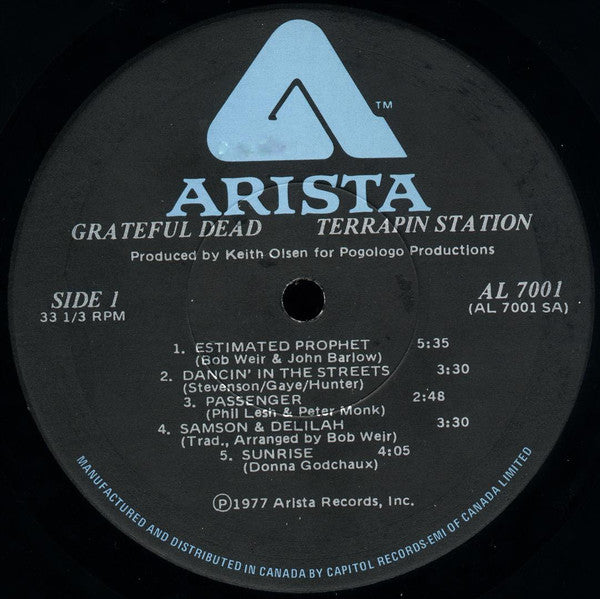 ™
ARISTA
GRATEFUL DEAD TERRAPIN STATION
Produced by Keith Olsen for Pogologo Productions
SIDE 1 AL 7001
33 1/3 RPM (AL 7001 SA)
1. ESTIMATED PROPHET 5:35
(Bob Weir & John Barlow)
2. DANCIN' IN THE STREETS 3:30
(Stevenson/Gaye/Hunter)
3. PASSENGER 2:48
(Phil Lesh & Peter Monk)
4. SAMSON & DELILAH 3:30
(Trad., Arranged by Bob Weir)
5. SUNRISE 4:05
(Donna Godchaux)
Ⓟ1977 Arista Records, Inc.
MANUFACTURED AND DISTRIBUTED IN CANADA BY CAPITOL RECORDS-EMI OF CANADA LIMITED